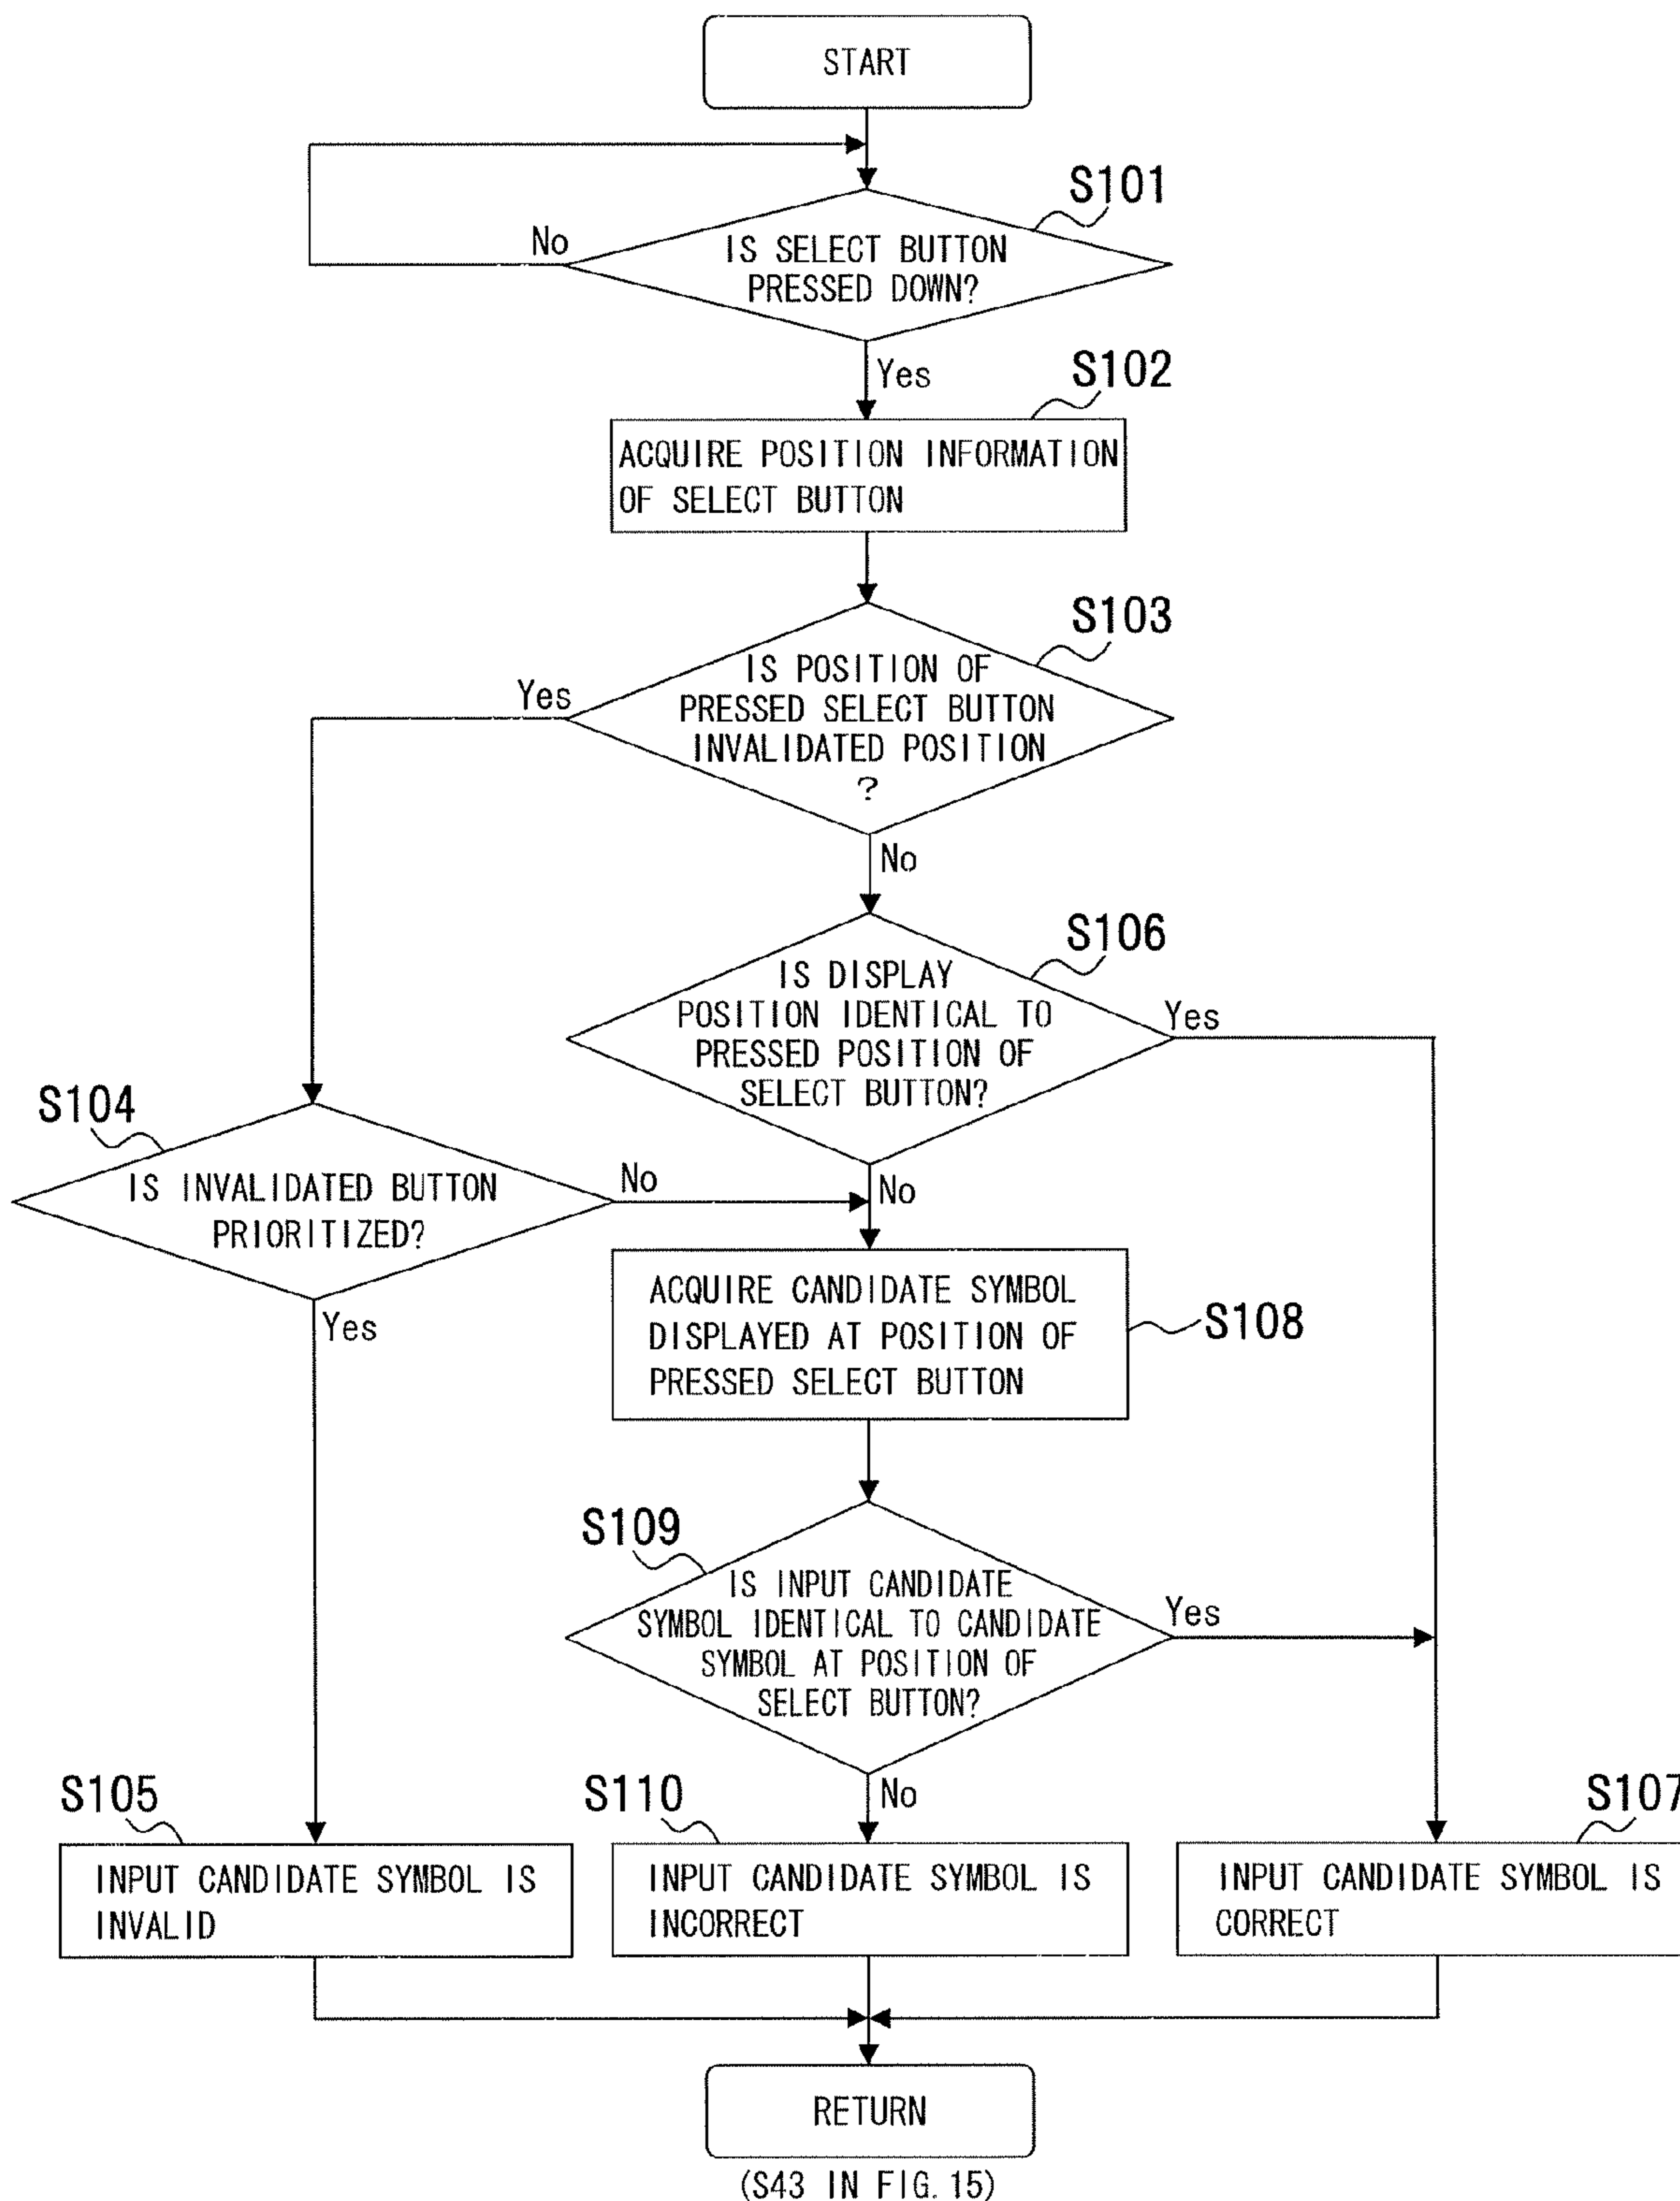 START
S101
No
IS SELECT BUTTON
PRESSED DOWN?
Yes
S102
ACQUIRE POSITION INFORMATION
OF SELECT BUTTON
S103
Yes
IS POSITION OF
PRESSED SELECT BUTTON
INVALIDATED POSITION
?
No
S106
IS DISPLAY
POSITION IDENTICAL TO
PRESSED POSITION OF
SELECT BUTTON?
Yes
S104
IS INVALIDATED BUTTON
PRIORITIZED?
No
No
Yes
ACQUIRE CANDIDATE SYMBOL
DISPLAYED AT POSITION OF
PRESSED SELECT BUTTON
S108
S109
IS INPUT CANDIDATE
SYMBOL IDENTICAL TO CANDIDATE
SYMBOL AT POSITION OF
SELECT BUTTON?
Yes
No
S105
INPUT CANDIDATE SYMBOL IS
INVALID
S110
INPUT CANDIDATE SYMBOL IS
INCORRECT
S107
INPUT CANDIDATE SYMBOL IS
CORRECT
RETURN
(S43 IN FIG. 15)